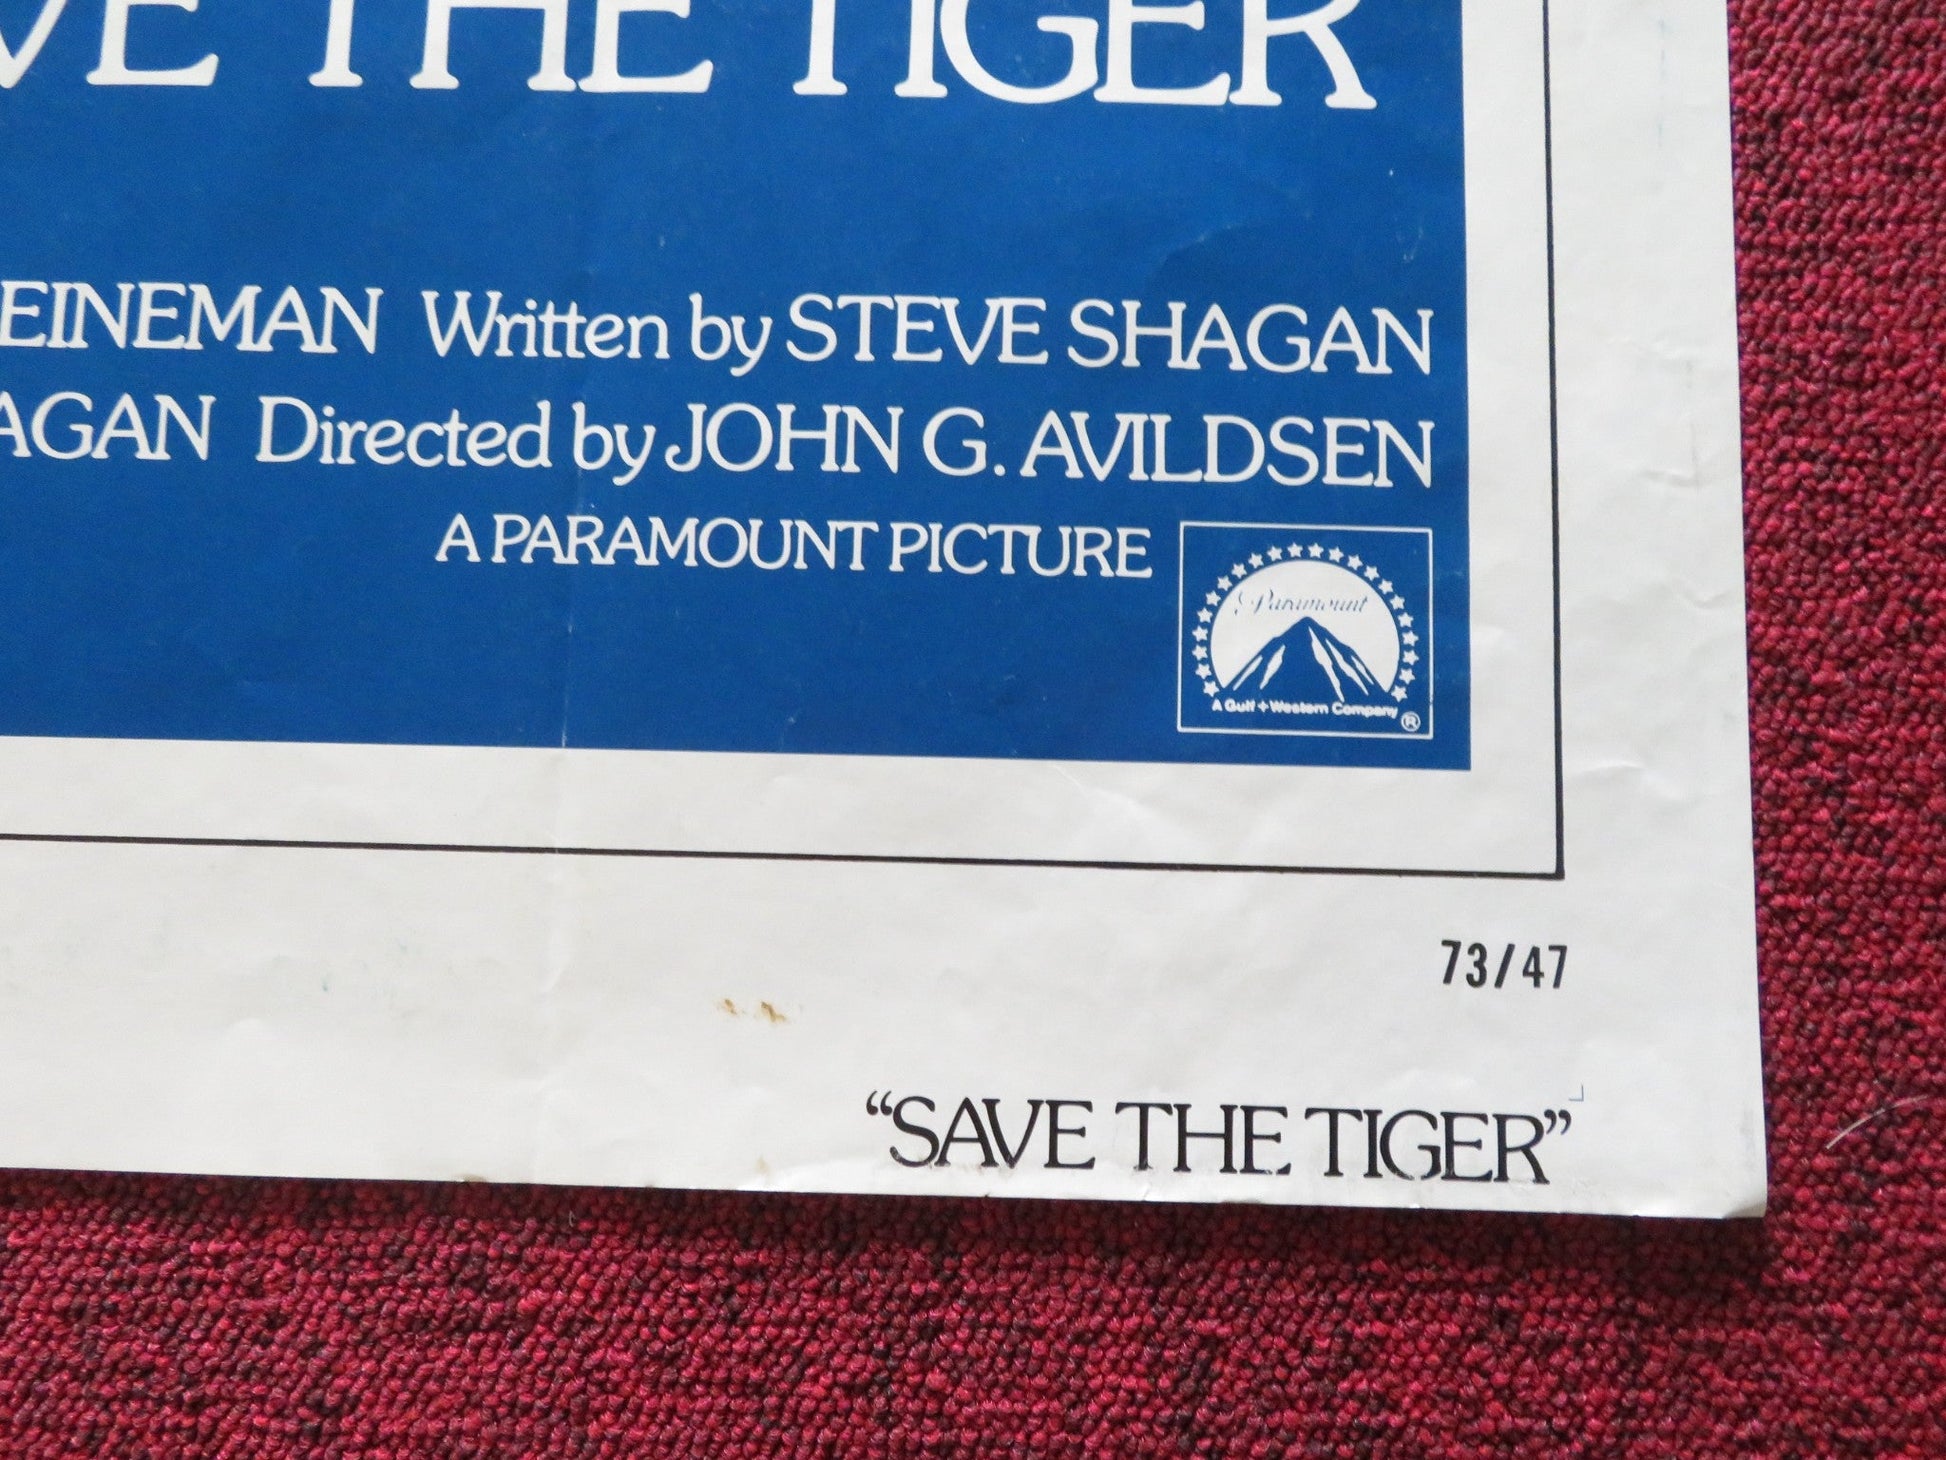 VE THE TIGER
EINEMAN Written by STEVE SHAGAN
AGAN Directed by JOHN G. AVILDSEN
A PARAMOUNT PICTURE
Paramount
A Gulf + Western Company ®
73/47
“SAVE THE TIGER”